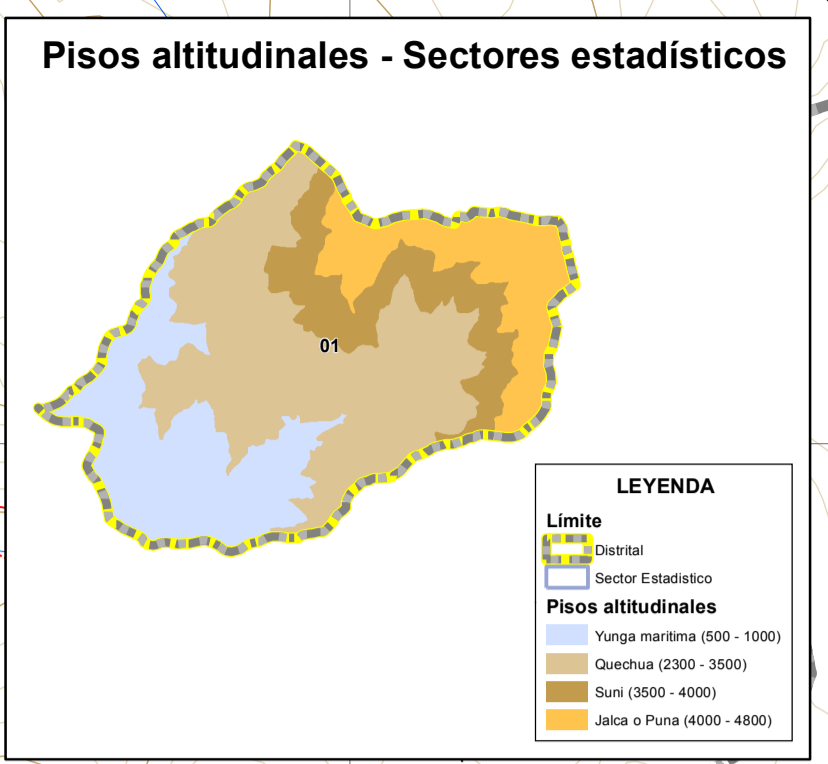 Pisos altitudinales - Sectores estadísticos
01
LEYENDA
Límite
Distrital
Sector Estadistico
Pisos altitudinales
Yunga maritima (500 - 1000)
Quechua (2300 - 3500)
Suni (3500 - 4000)
Jalca o Puna (4000 - 4800)